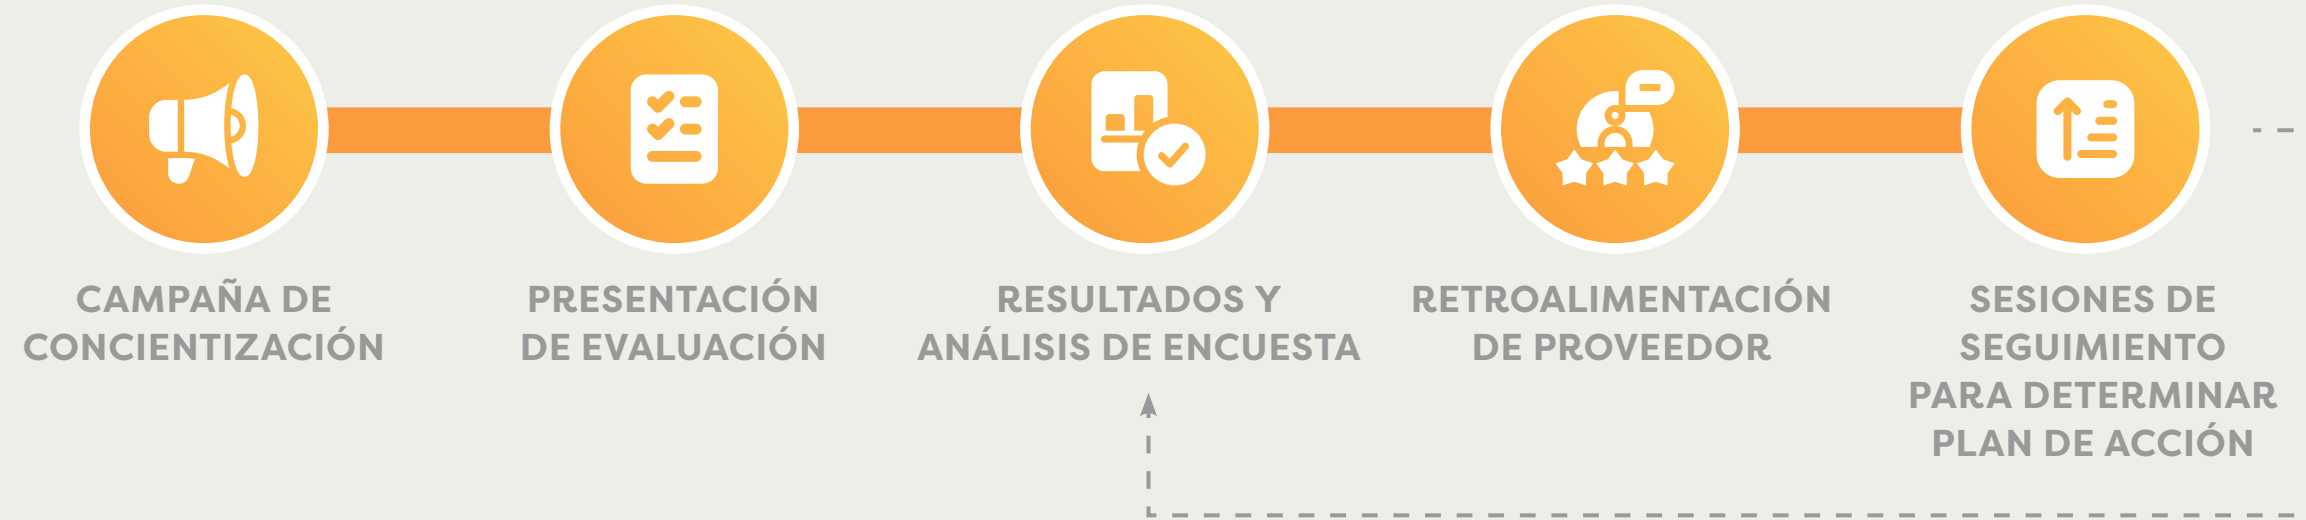 CAMPAÑA DE
CONCIENTIZACIÓN
PRESENTACIÓN
DE EVALUACIÓN
RESULTADOS Y
ANÁLISIS DE ENCUESTA
RETROALIMENTACIÓN
DE PROVEEDOR
SESIONES DE
SEGUIMIENTO
PARA DETERMINAR
PLAN DE ACCIÓN